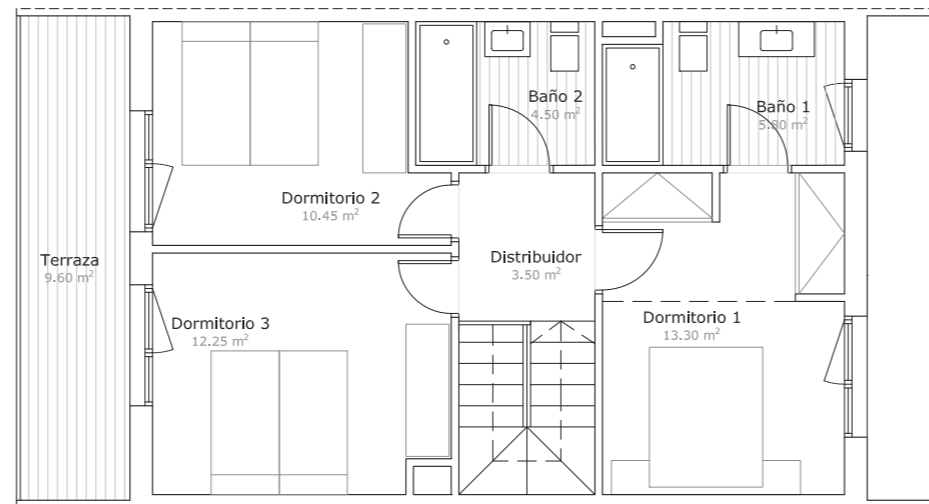 Baño 2
4.50 m²
Baño 1
5.80 m²
Dormitorio 2
10.45 m²
Terraza
9.60 m²
Distribuidor
3.50 m²
Dormitorio 3
12.25 m²
Dormitorio 1
13.30 m²